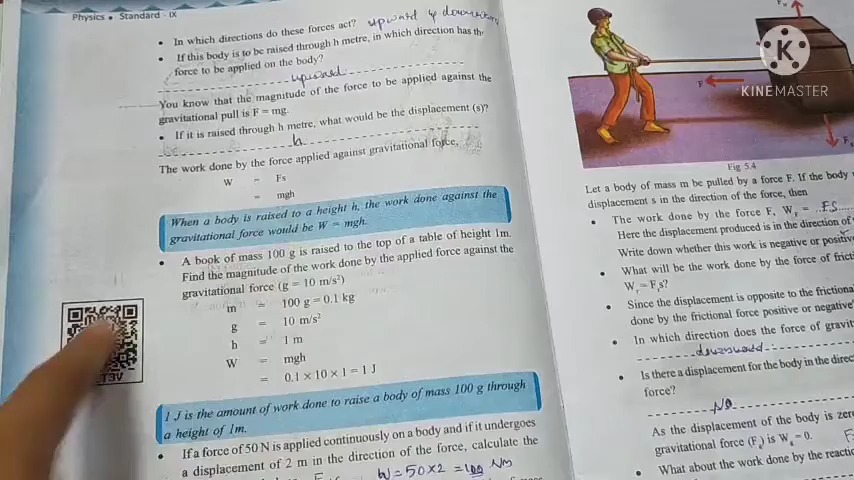 Physics • Standard - IX
• In which directions do these forces act? upward & downward
• If this body is to be raised through h metre, in which direction has the
force to be applied on the body?
upward
You know that the magnitude of the force to be applied against the
gravitational pull is F = mg.
• If it is raised through h metre, what would be the displacement (s)?
h
The work done by the force applied against gravitational force,
W = Fs
= mgh
When a body is raised to a height h, the work done against the
gravitational force would be W = mgh.
• A book of mass 100 g is raised to the top of a table of height 1m.
Find the magnitude of the work done by the applied force against the
gravitational force (g = 10 m/s²)
m = 100 g = 0.1 kg
g = 10 m/s²
h = 1 m
W = mgh
= 0.1 × 10 × 1 = 1 J
1 J is the amount of work done to raise a body of mass 100 g through
a height of 1m.
• If a force of 50 N is applied continuously on a body and if it undergoes
a displacement of 2 m in the direction of the force, calculate the
W = 50 × 2 = 100 Nm
T3V
F
KINEMASTER
Fig 5.4
Let a body of mass m be pulled by a force F. If the body
displacement s in the direction of the force, then
• The work done by the force F, W_F = ..FS....
Here the displacement produced is in the direction of
Write down whether this work is negative or positive
• What will be the work done by the force of frict
W_f = F_f s?
• Since the displacement is opposite to the frictiona
done by the frictional force positive or negative
• In which direction does the force of gravit
downward
• Is there a displacement for the body in the direc
force?
No
As the displacement of the body is zer
gravitational force (F_g) is W_g = 0.
• What about the work done by the reacti